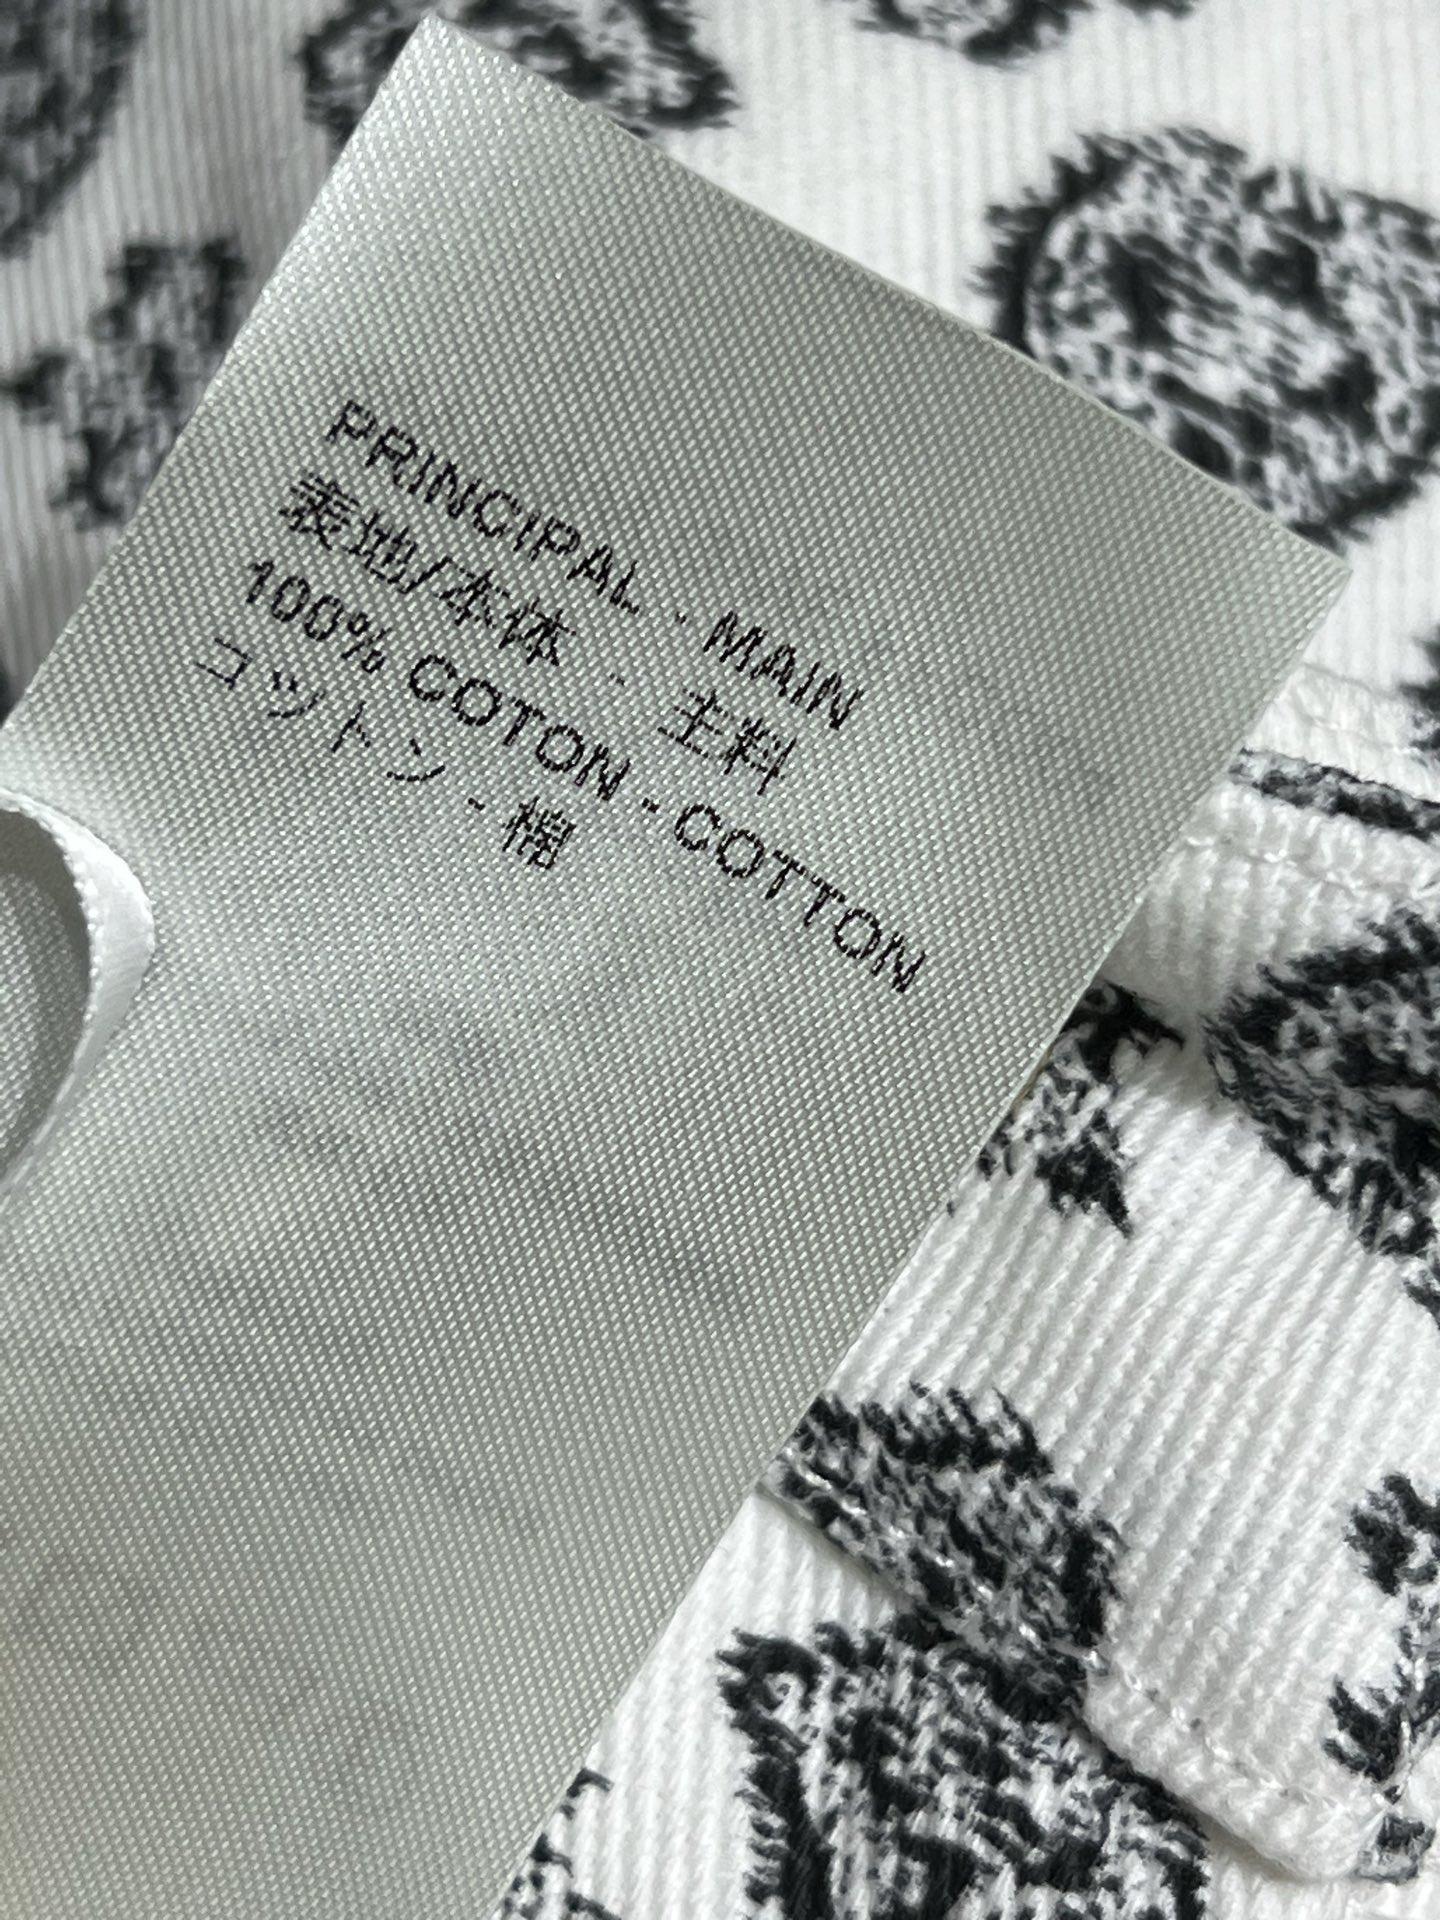 PRINCIPAL - MAIN
表地/本体 - 主料
100% COTON - COTTON
コットン - 棉